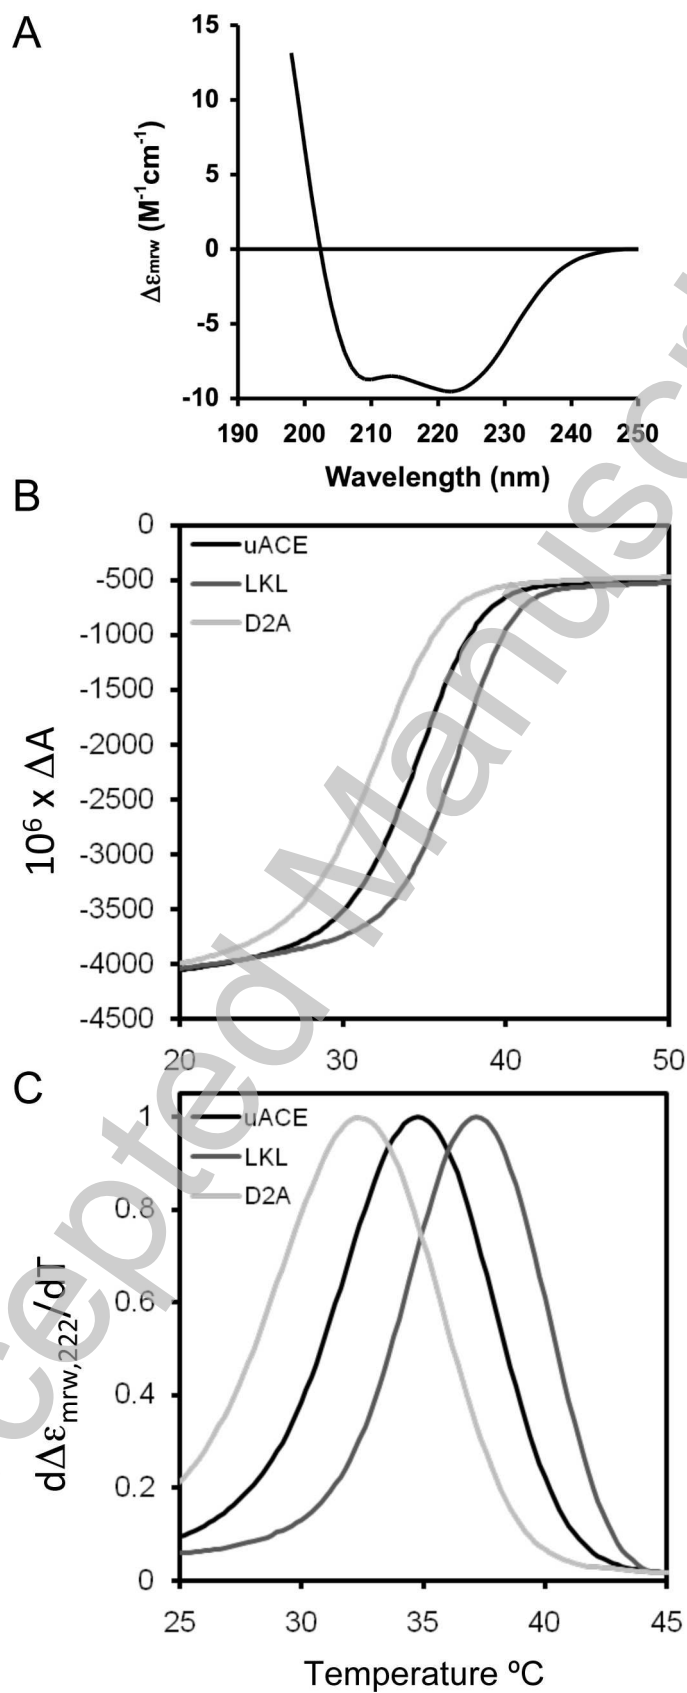 A
15
10
5
0
-5
-10
Δεmrw (M-1cm-1)
190 200 210 220 230 240 250
Wavelength (nm)
B
0
-500
-1000
-1500
-2000
-2500
-3000
-3500
-4000
-4500
10⁶ x ΔA
uACE
LKL
D2A
20 30 40 50
C
1
0.8
0.6
0.4
0.2
0
dΔεmrw,222/dT
uACE
LKL
D2A
25 30 35 40 45
Temperature ºC
cepted Manuscri